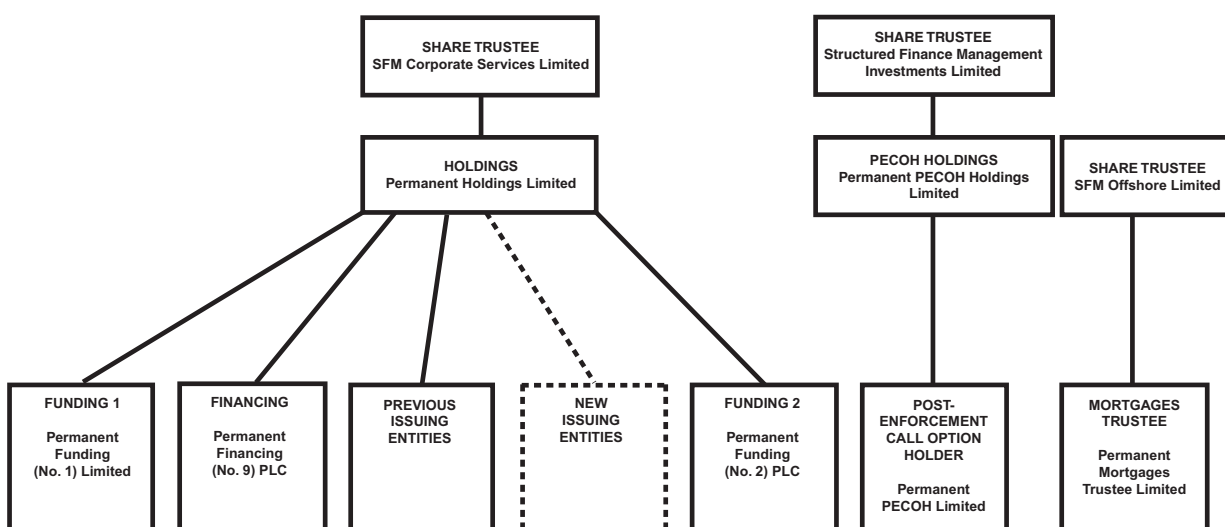 SHARE TRUSTEE
SFM Corporate Services Limited
SHARE TRUSTEE
Structured Finance Management
Investments Limited
HOLDINGS
Permanent Holdings Limited
PECOH HOLDINGS
Permanent PECOH Holdings
Limited
SHARE TRUSTEE
SFM Offshore Limited
FUNDING 1
Permanent
Funding
(No. 1) Limited
FINANCING
Permanent
Financing
(No. 9) PLC
PREVIOUS
ISSUING
ENTITIES
NEW
ISSUING
ENTITIES
FUNDING 2
Permanent
Funding
(No. 2) PLC
POST-
ENFORCEMENT
CALL OPTION
HOLDER
Permanent
PECOH Limited
MORTGAGES
TRUSTEE
Permanent
Mortgages
Trustee Limited